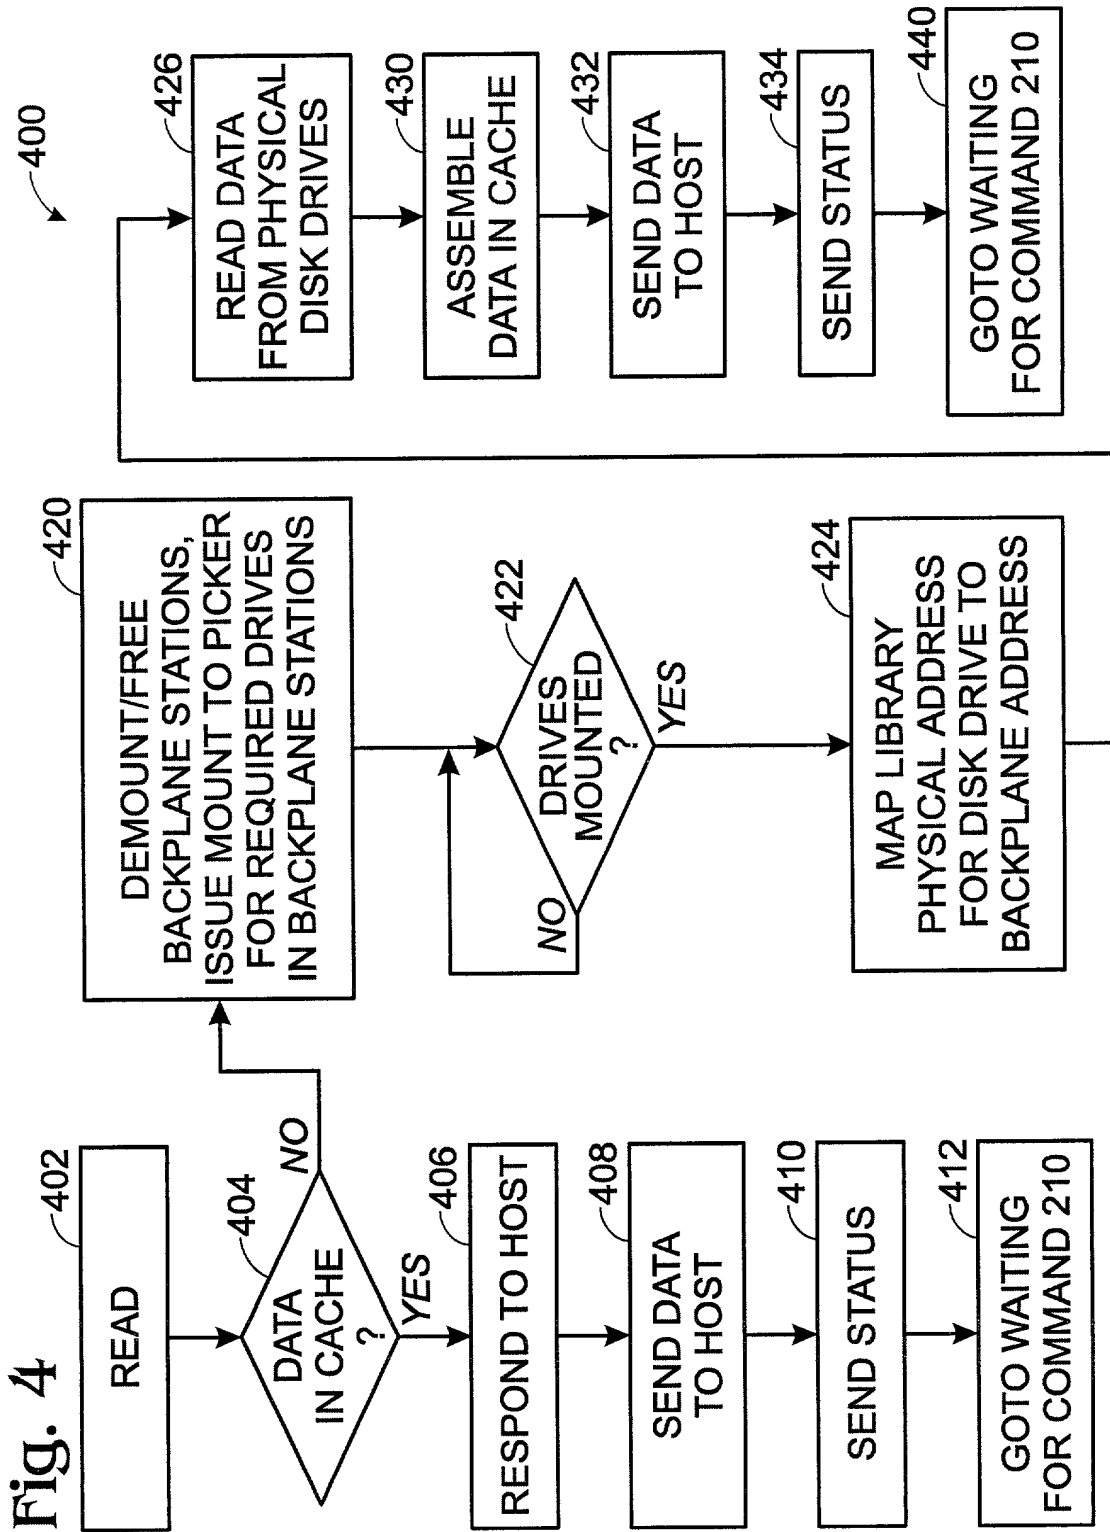 Fig. 4
400
402
READ
404
DATA
IN CACHE
?
NO
YES
406
RESPOND TO HOST
408
SEND DATA
TO HOST
410
SEND STATUS
412
GOTO WAITING
FOR COMMAND 210
420
DEMOUNT/FREE
BACKPLANE STATIONS,
ISSUE MOUNT TO PICKER
FOR REQUIRED DRIVES
IN BACKPLANE STATIONS
422
DRIVES
MOUNTED
?
NO
YES
424
MAP LIBRARY
PHYSICAL ADDRESS
FOR DISK DRIVE TO
BACKPLANE ADDRESS
426
READ DATA
FROM PHYSICAL
DISK DRIVES
430
ASSEMBLE
DATA IN CACHE
432
SEND DATA
TO HOST
434
SEND STATUS
440
GOTO WAITING
FOR COMMAND 210